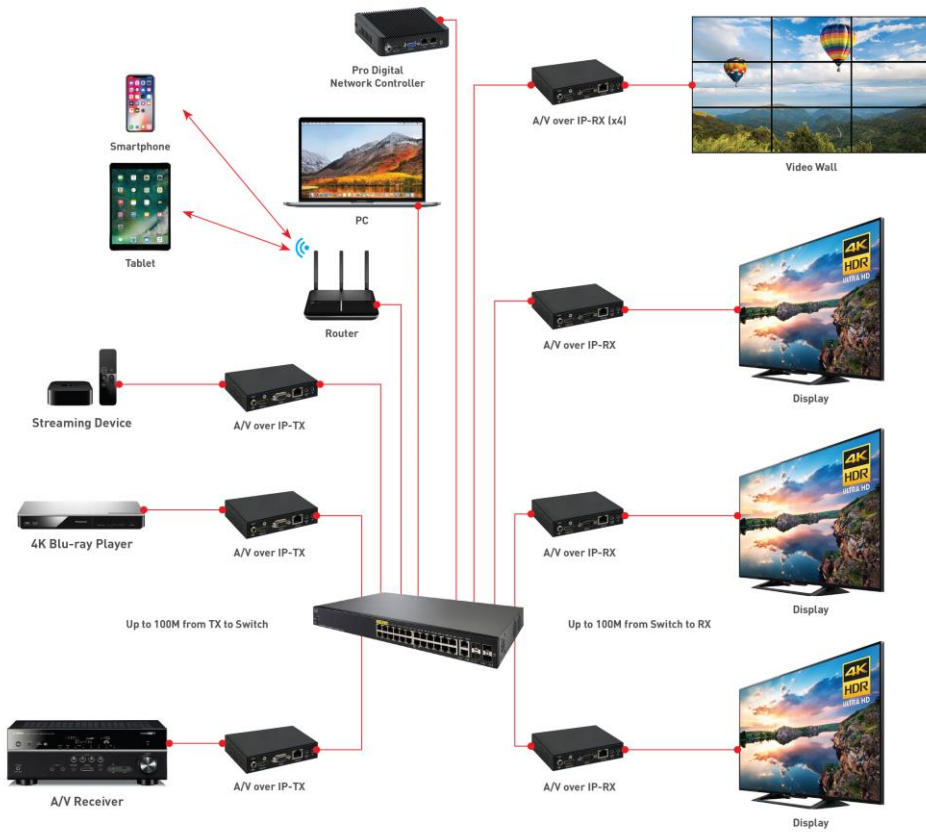 Pro Digital
Network Controller
A/V over IP-RX (x4)
Video Wall
Smartphone
PC
Tablet
Router
4K
HDR
ULTRA HD
A/V over IP-RX
Display
Streaming Device
A/V over IP-TX
4K
HDR
ULTRA HD
4K Blu-ray Player
A/V over IP-TX
A/V over IP-RX
Display
Up to 100M from TX to Switch
Up to 100M from Switch to RX
4K
HDR
ULTRA HD
A/V Receiver
A/V over IP-TX
A/V over IP-RX
Display